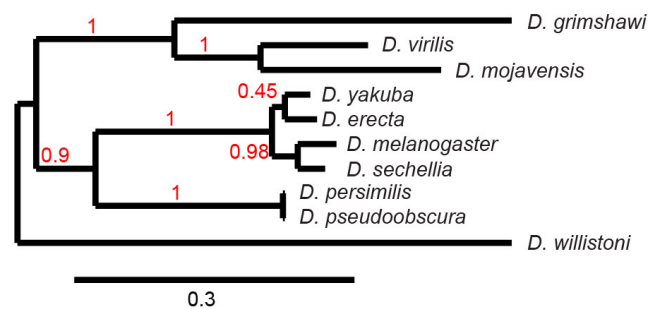 D. grimshawi
1
1
D. virilis
D. mojavensis
0.45
D. yakuba
1
D. erecta
0.98
D. melanogaster
0.9
D. sechellia
1
D. persimilis
D. pseudoobscura
D. willistoni
0.3